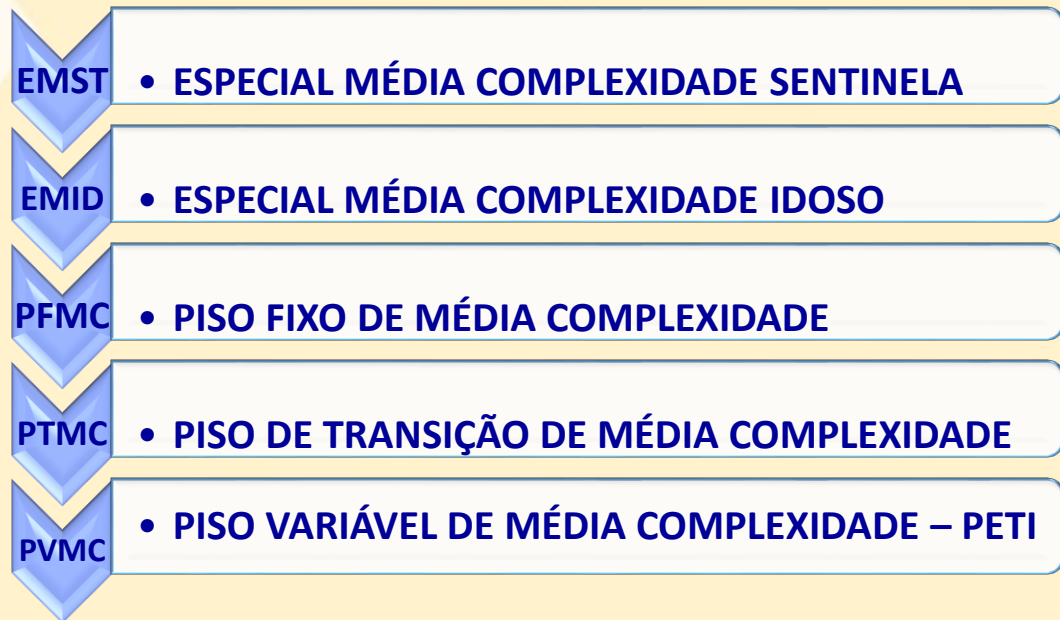 EMST • ESPECIAL MÉDIA COMPLEXIDADE SENTINELA
EMID • ESPECIAL MÉDIA COMPLEXIDADE IDOSO
PFMC • PISO FIXO DE MÉDIA COMPLEXIDADE
PTMC • PISO DE TRANSIÇÃO DE MÉDIA COMPLEXIDADE
PVMC • PISO VARIÁVEL DE MÉDIA COMPLEXIDADE – PETI